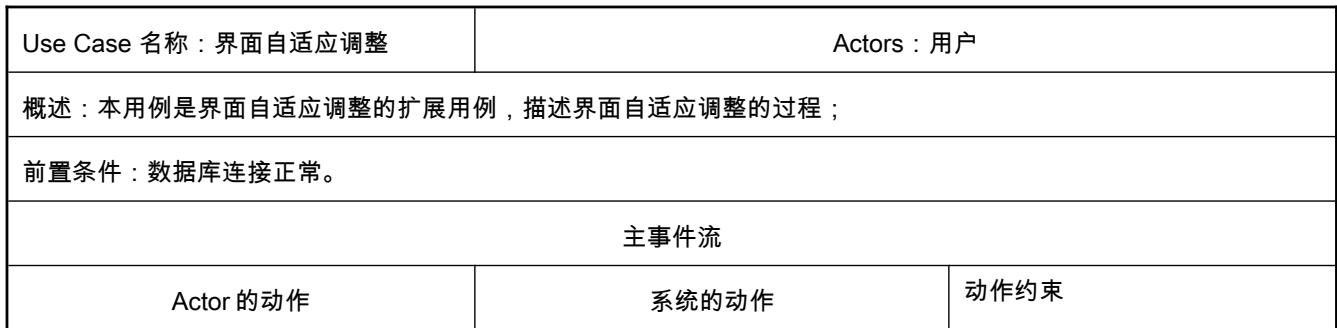 Use Case 名称：界面自适应调整
Actors：用户
概述：本用例是界面自适应调整的扩展用例，描述界面自适应调整的过程；
前置条件：数据库连接正常。
主事件流
Actor 的动作
系统的动作
动作约束